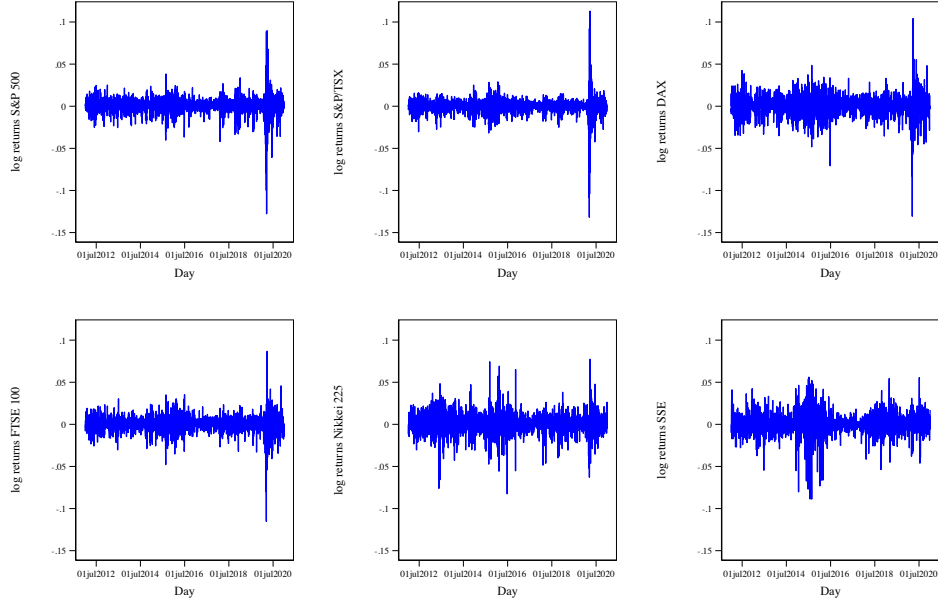 log returns S&P 500
.1
.05
0
-.05
-.1
-.15
01jul2012 01jul2014 01jul2016 01jul2018 01jul2020
Day
log returns S&P/TSX
.1
.05
0
-.05
-.1
-.15
01jul2012 01jul2014 01jul2016 01jul2018 01jul2020
Day
log returns DAX
.1
.05
0
-.05
-.1
-.15
01jul2012 01jul2014 01jul2016 01jul2018 01jul2020
Day
log returns FTSE 100
.1
.05
0
-.05
-.1
-.15
01jul2012 01jul2014 01jul2016 01jul2018 01jul2020
Day
log returns Nikkei 225
.1
.05
0
-.05
-.1
-.15
01jul2012 01jul2014 01jul2016 01jul2018 01jul2020
Day
log returns SSE
.1
.05
0
-.05
-.1
-.15
01jul2012 01jul2014 01jul2016 01jul2018 01jul2020
Day